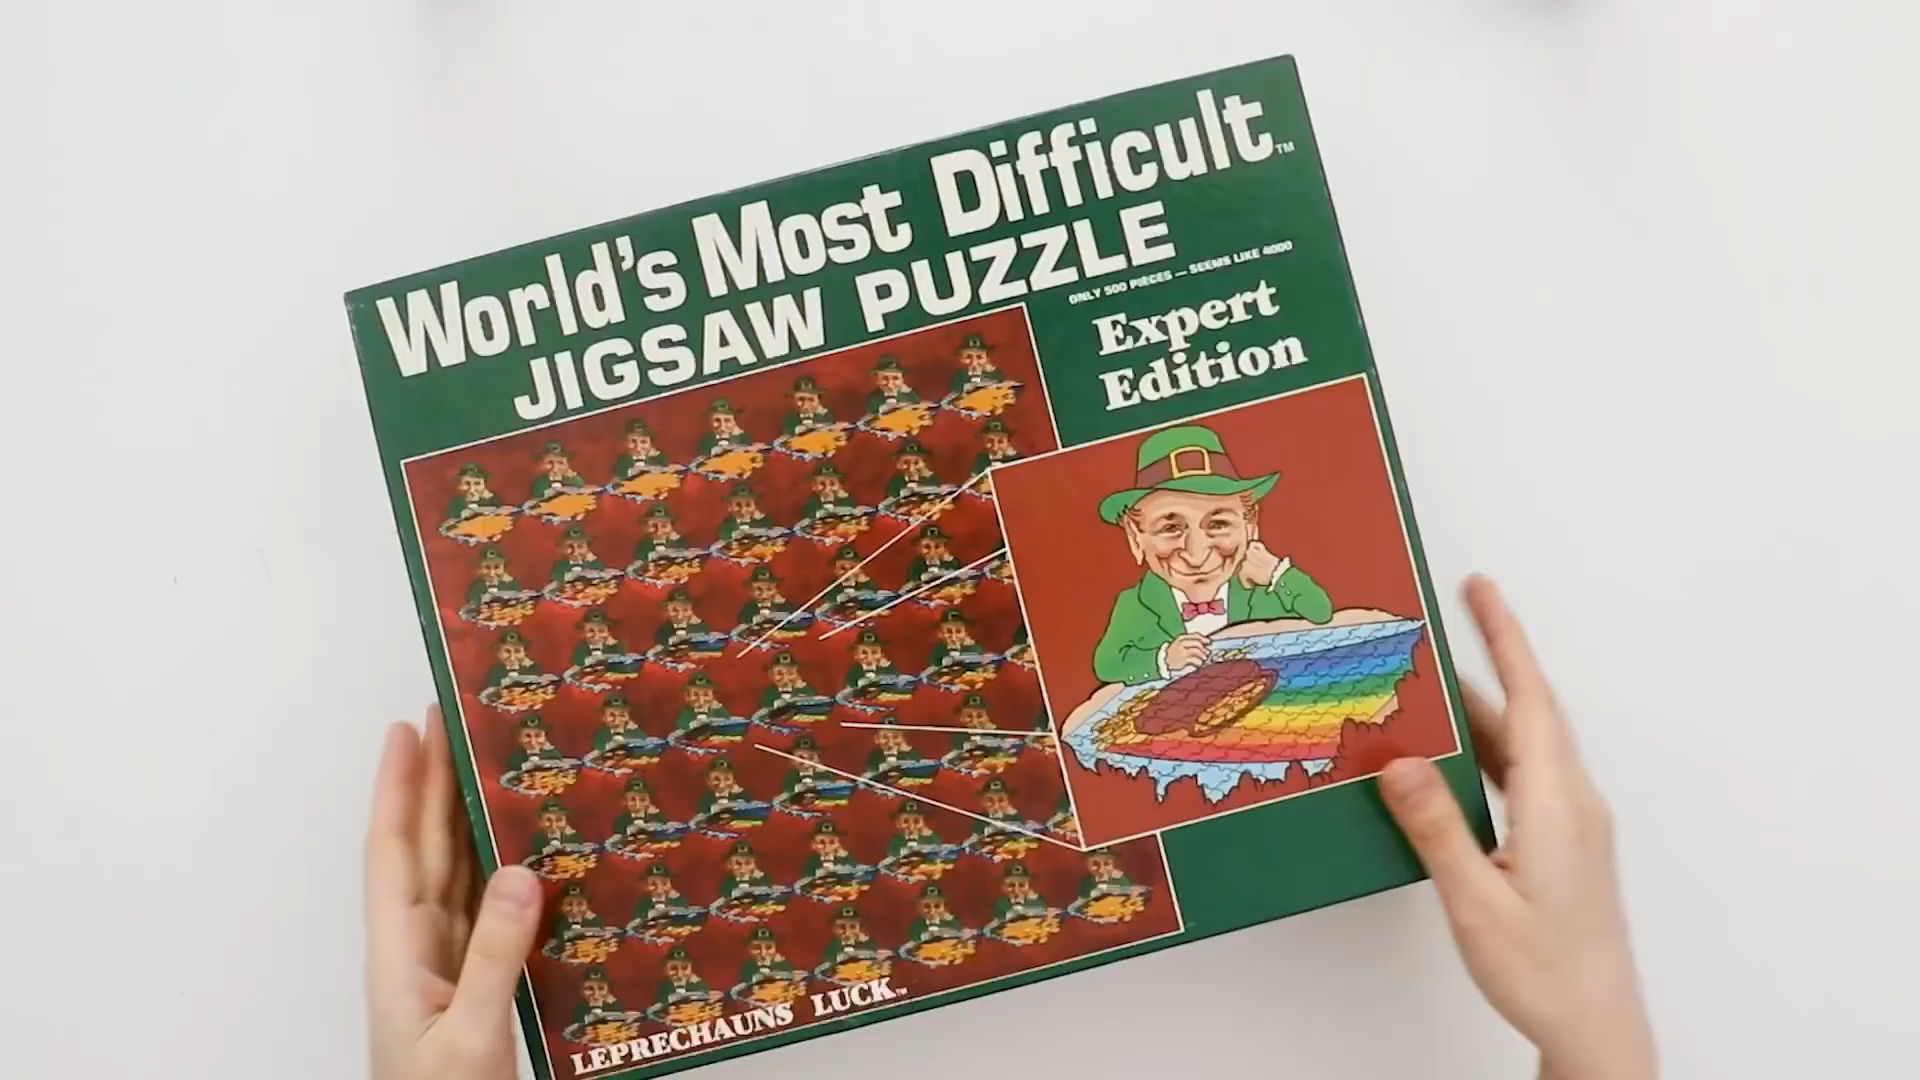 World's Most Difficult™
JIGSAW PUZZLE
ONLY 500 PIECES — SEEMS LIKE 4000
Expert
Edition
LEPRECHAUNS LUCK™